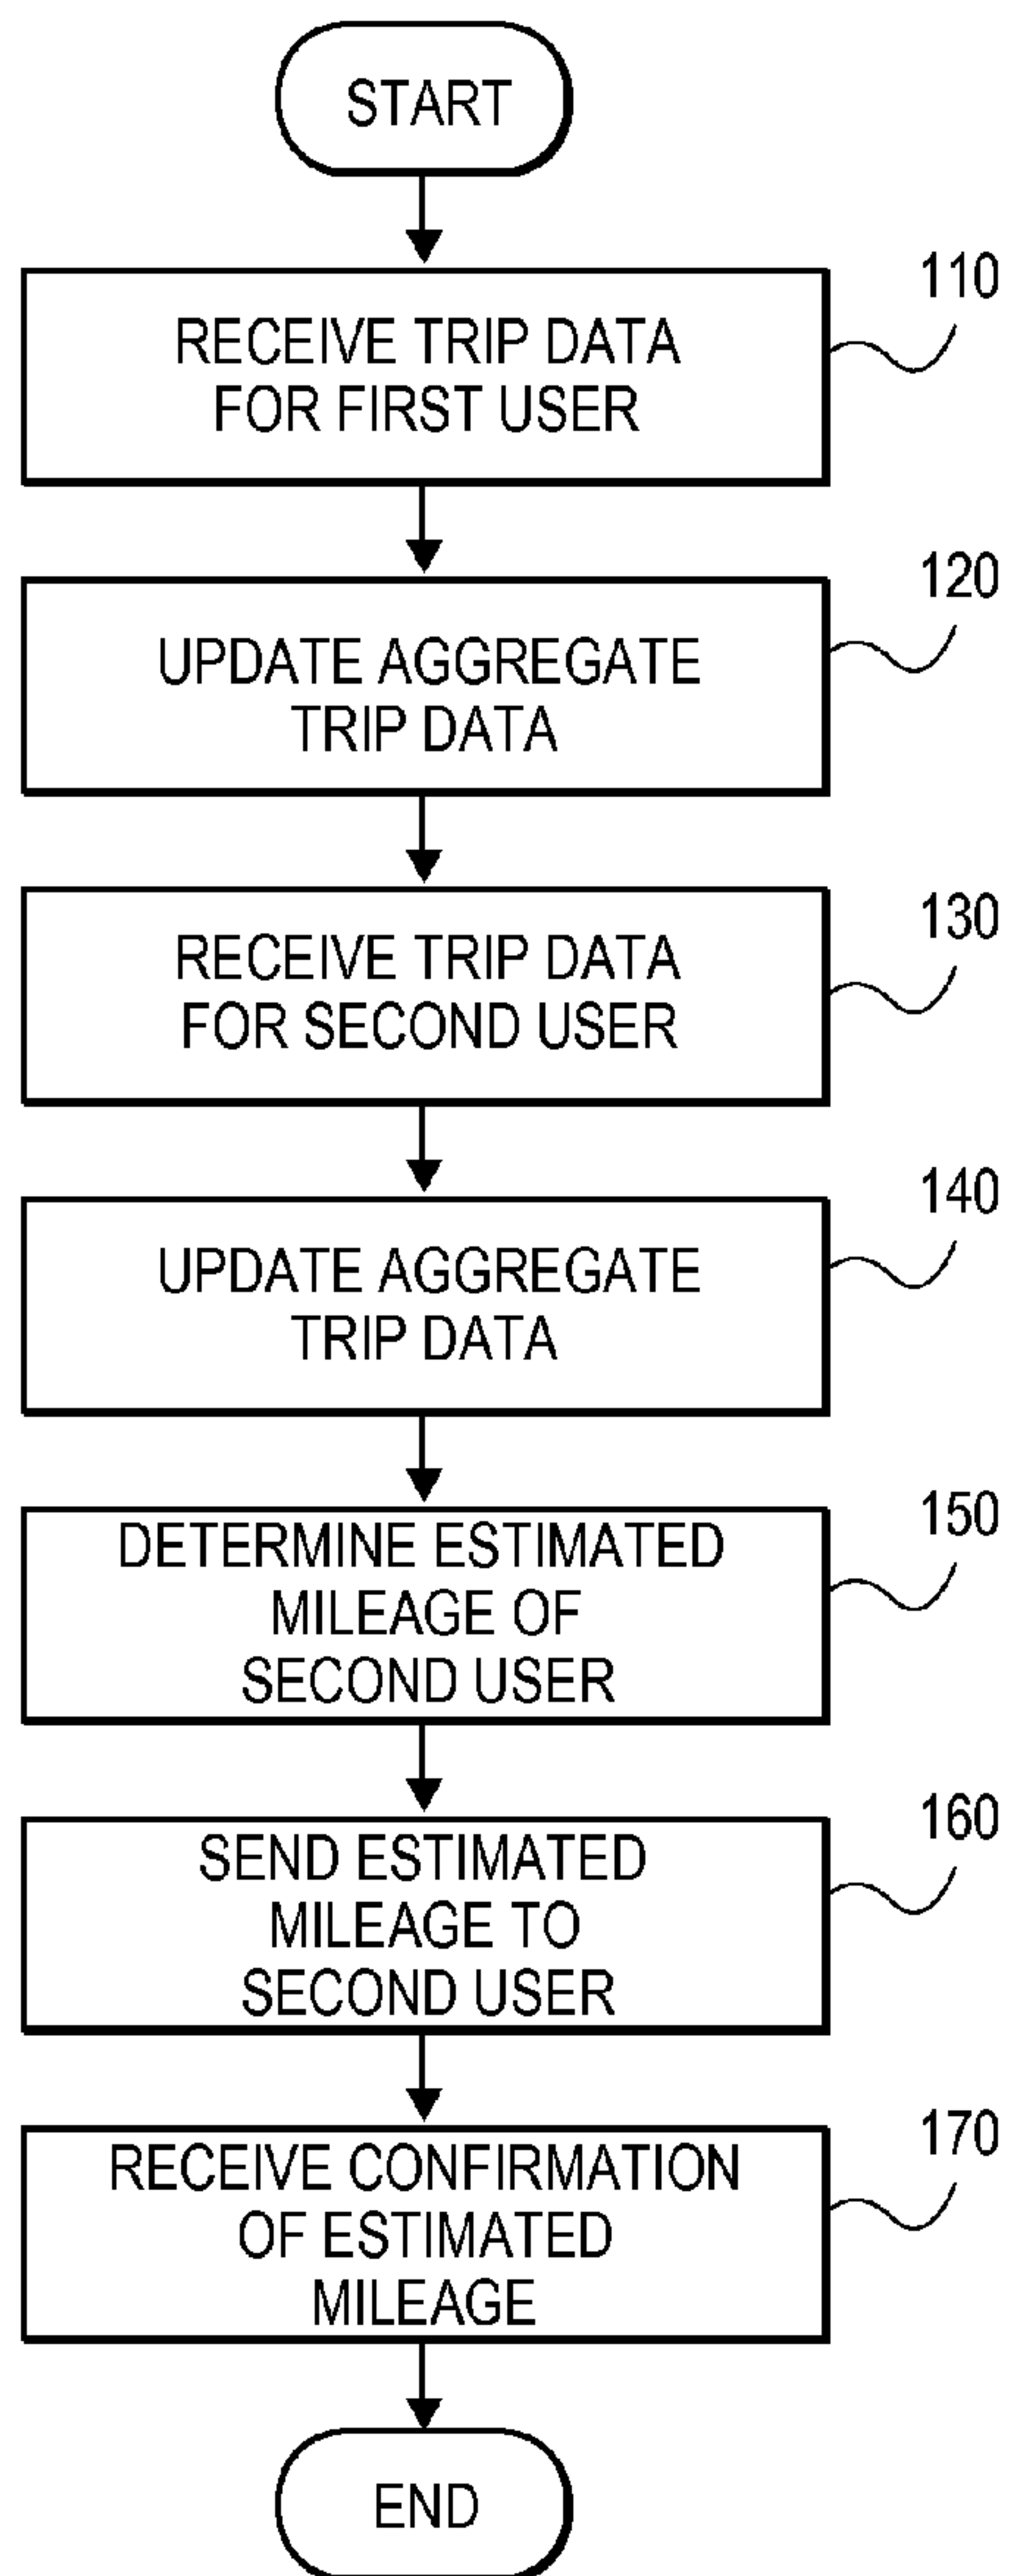 START
110
RECEIVE TRIP DATA
FOR FIRST USER
120
UPDATE AGGREGATE
TRIP DATA
130
RECEIVE TRIP DATA
FOR SECOND USER
140
UPDATE AGGREGATE
TRIP DATA
150
DETERMINE ESTIMATED
MILEAGE OF
SECOND USER
160
SEND ESTIMATED
MILEAGE TO
SECOND USER
170
RECEIVE CONFIRMATION
OF ESTIMATED
MILEAGE
END